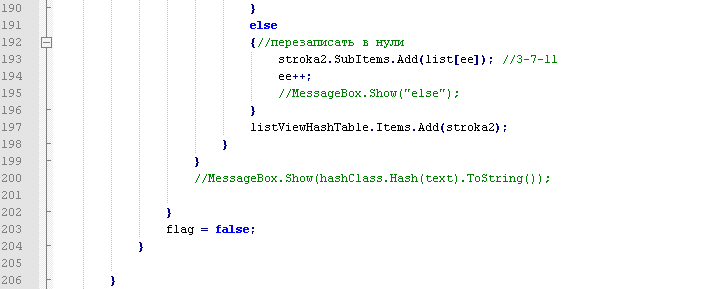 190 }
191 else
192 {//перезаписать в нули
193 stroka2.SubItems.Add(list[ee]); //3-7-11
194 ee++;
195 //MessageBox.Show("else");
196 }
197 listViewHashTable.Items.Add(stroka2);
198 }
199 }
200 //MessageBox.Show(hashClass.Hash(text).ToString());
201
202 }
203 flag = false;
204 }
205
206 }